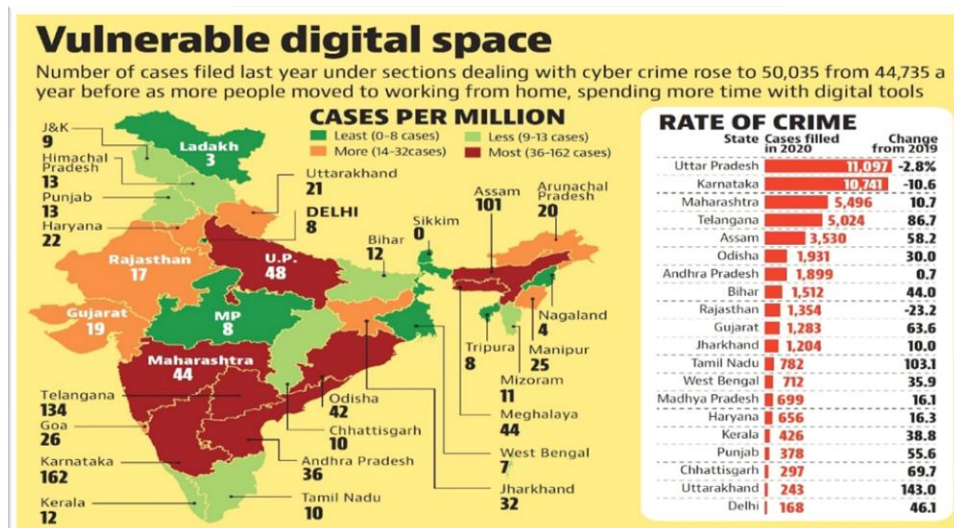 Vulnerable digital space
Number of cases filed last year under sections dealing with cyber crime rose to 50,035 from 44,735 a
year before as more people moved to working from home, spending more time with digital tools
CASES PER MILLION
Least (0-8 cases)
Less (9-13 cases)
More (14-32cases)
Most (36-162 cases)
J&K
9
Himachal
Pradesh
13
Punjab
13
Haryana
22
Ladakh
3
Uttarakhand
21
DELHI
8
Rajasthan
17
U.P.
48
Bihar
12
Sikkim
0
Assam
101
Arunachal
Pradesh
20
Gujarat
19
MP
8
Nagaland
4
Manipur
25
Tripura
8
Mizoram
11
Meghalaya
44
Maharashtra
44
Telangana
134
Goa
26
Karnataka
162
Kerala
12
Odisha
42
Chhattisgarh
10
Andhra Pradesh
36
Tamil Nadu
10
West Bengal
7
Jharkhand
32
RATE OF CRIME
State Cases filled in 2020 Change from 2019
Uttar Pradesh 11,097 -2.8%
Karnataka 10,741 -10.6
Maharashtra 5,496 10.7
Telangana 5,024 86.7
Assam 3,530 58.2
Odisha 1,931 30.0
Andhra Pradesh 1,899 0.7
Bihar 1,512 44.0
Rajasthan 1,354 -23.2
Gujarat 1,283 63.6
Jharkhand 1,204 10.0
Tamil Nadu 782 103.1
West Bengal 712 35.9
Madhya Pradesh 699 16.1
Haryana 656 16.3
Kerala 426 38.8
Punjab 378 55.6
Chhattisgarh 297 69.7
Uttarakhand 243 143.0
Delhi 168 46.1